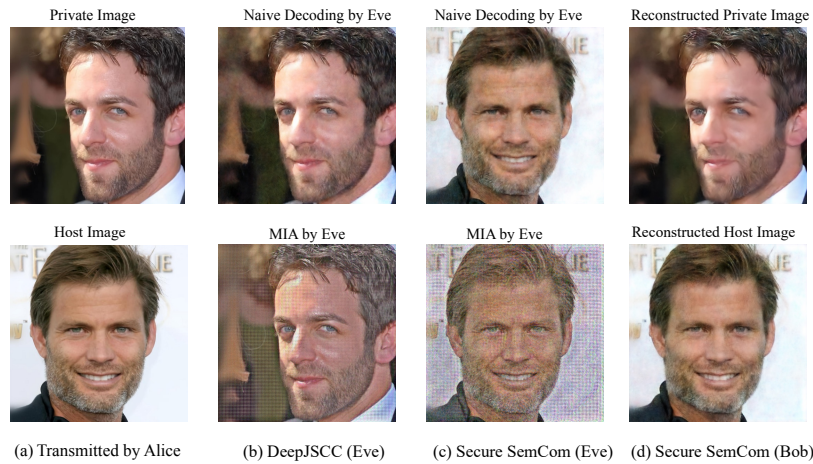 Private Image
Naive Decoding by Eve
Naive Decoding by Eve
Reconstructed Private Image
Host Image
MIA by Eve
MIA by Eve
Reconstructed Host Image
(a) Transmitted by Alice
(b) DeepJSCC (Eve)
(c) Secure SemCom (Eve)
(d) Secure SemCom (Bob)